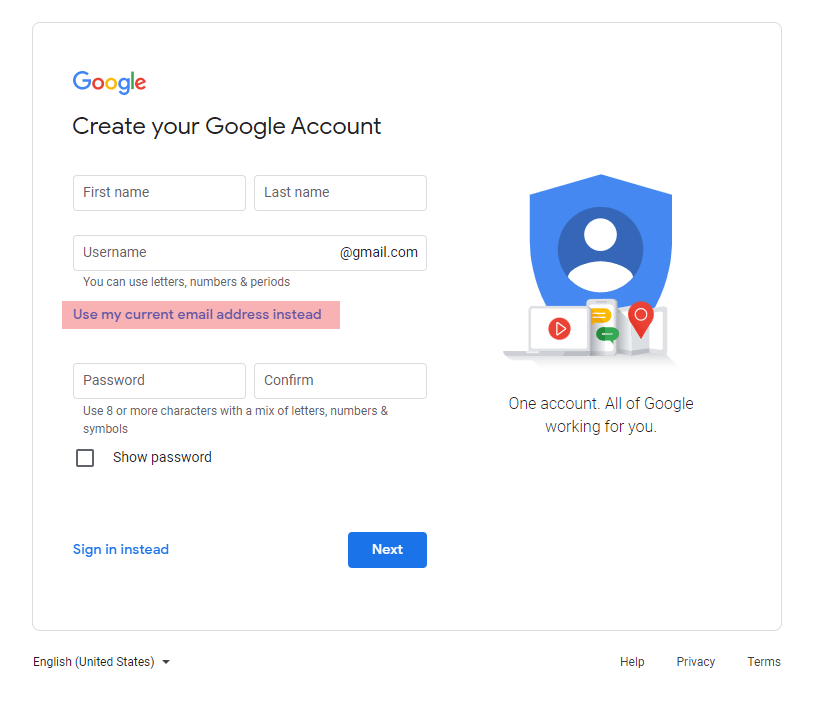 Google
Create your Google Account
First name
Last name
Username
@gmail.com
You can use letters, numbers & periods
Use my current email address instead
Password
Confirm
Use 8 or more characters with a mix of letters, numbers &
symbols
Show password
Sign in instead
Next
One account. All of Google
working for you.
English (United States)
Help
Privacy
Terms